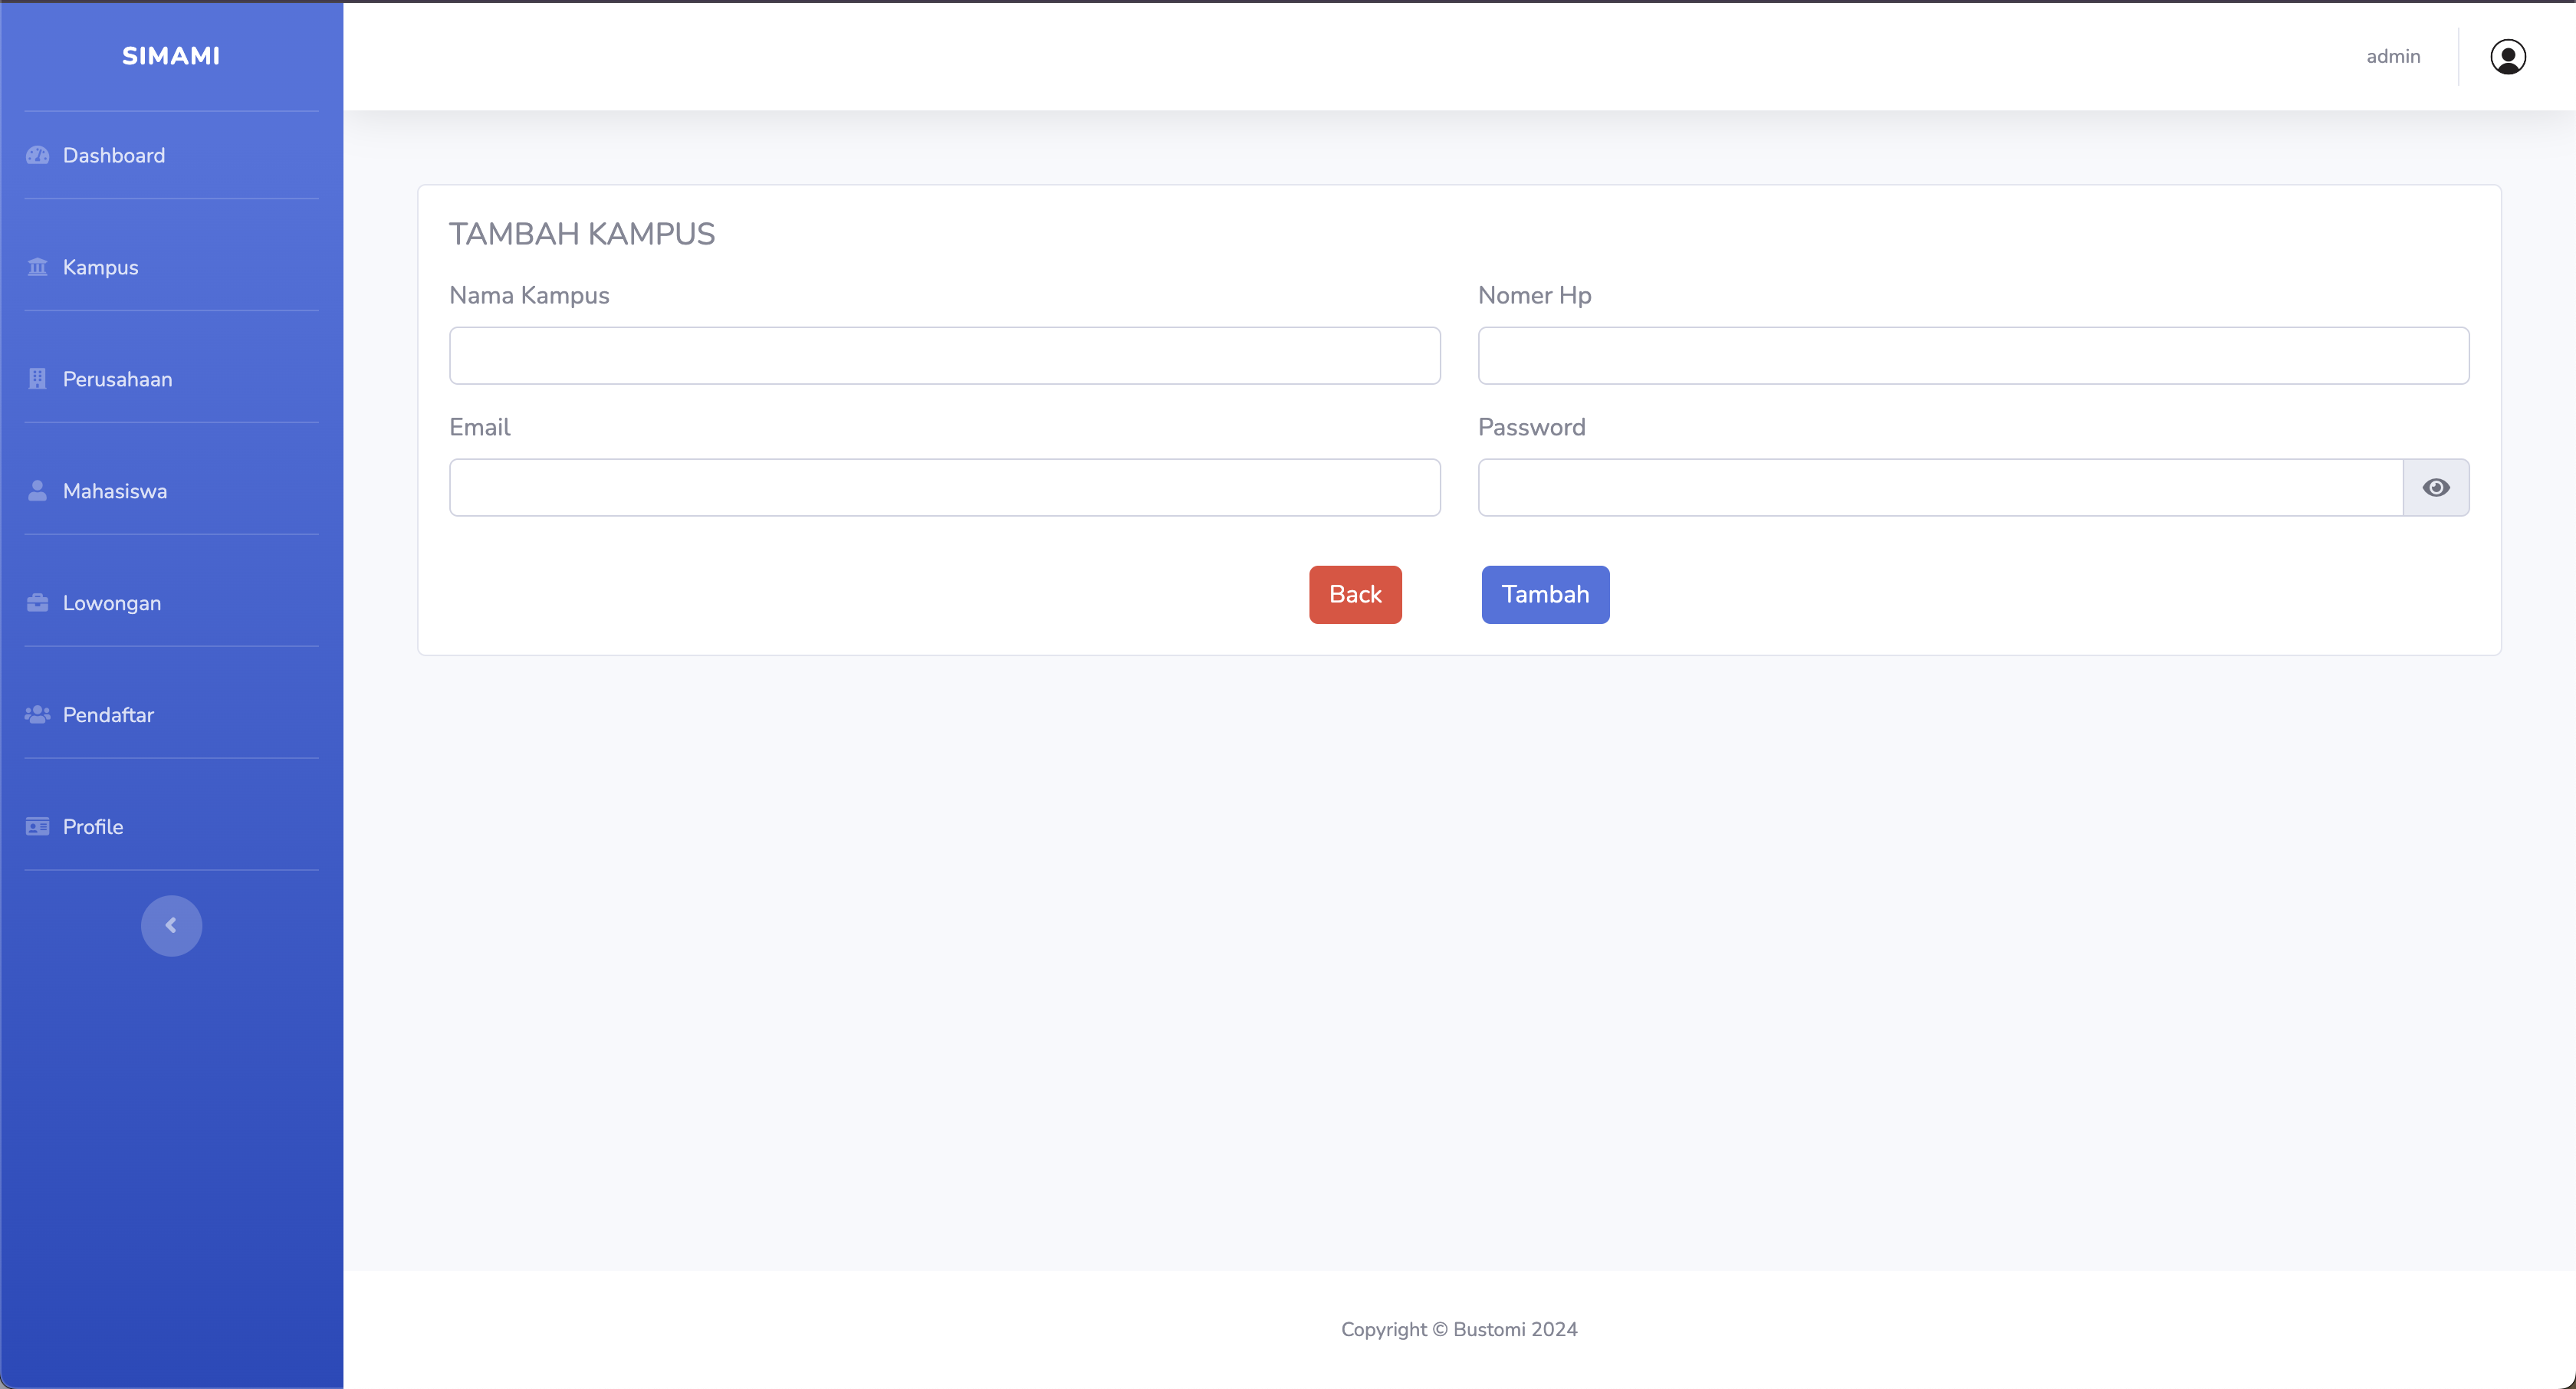 SIMAMI
admin
Dashboard
Kampus
Perusahaan
Mahasiswa
Lowongan
Pendaftar
Profile
TAMBAH KAMPUS
Nama Kampus
Nomer Hp
Email
Password
Back
Tambah
Copyright © Bustomi 2024